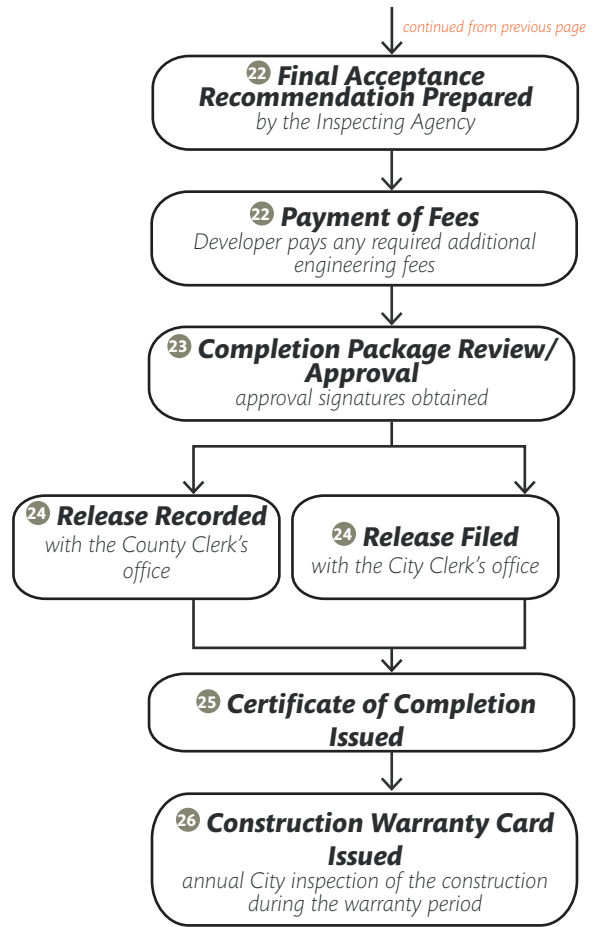 continued from previous page
22 Final Acceptance
Recommendation Prepared
by the Inspecting Agency
22 Payment of Fees
Developer pays any required additional
engineering fees
23 Completion Package Review/
Approval
approval signatures obtained
24 Release Recorded
with the County Clerk's
office
24 Release Filed
with the City Clerk's office
25 Certificate of Completion
Issued
26 Construction Warranty Card
Issued
annual City inspection of the construction
during the warranty period